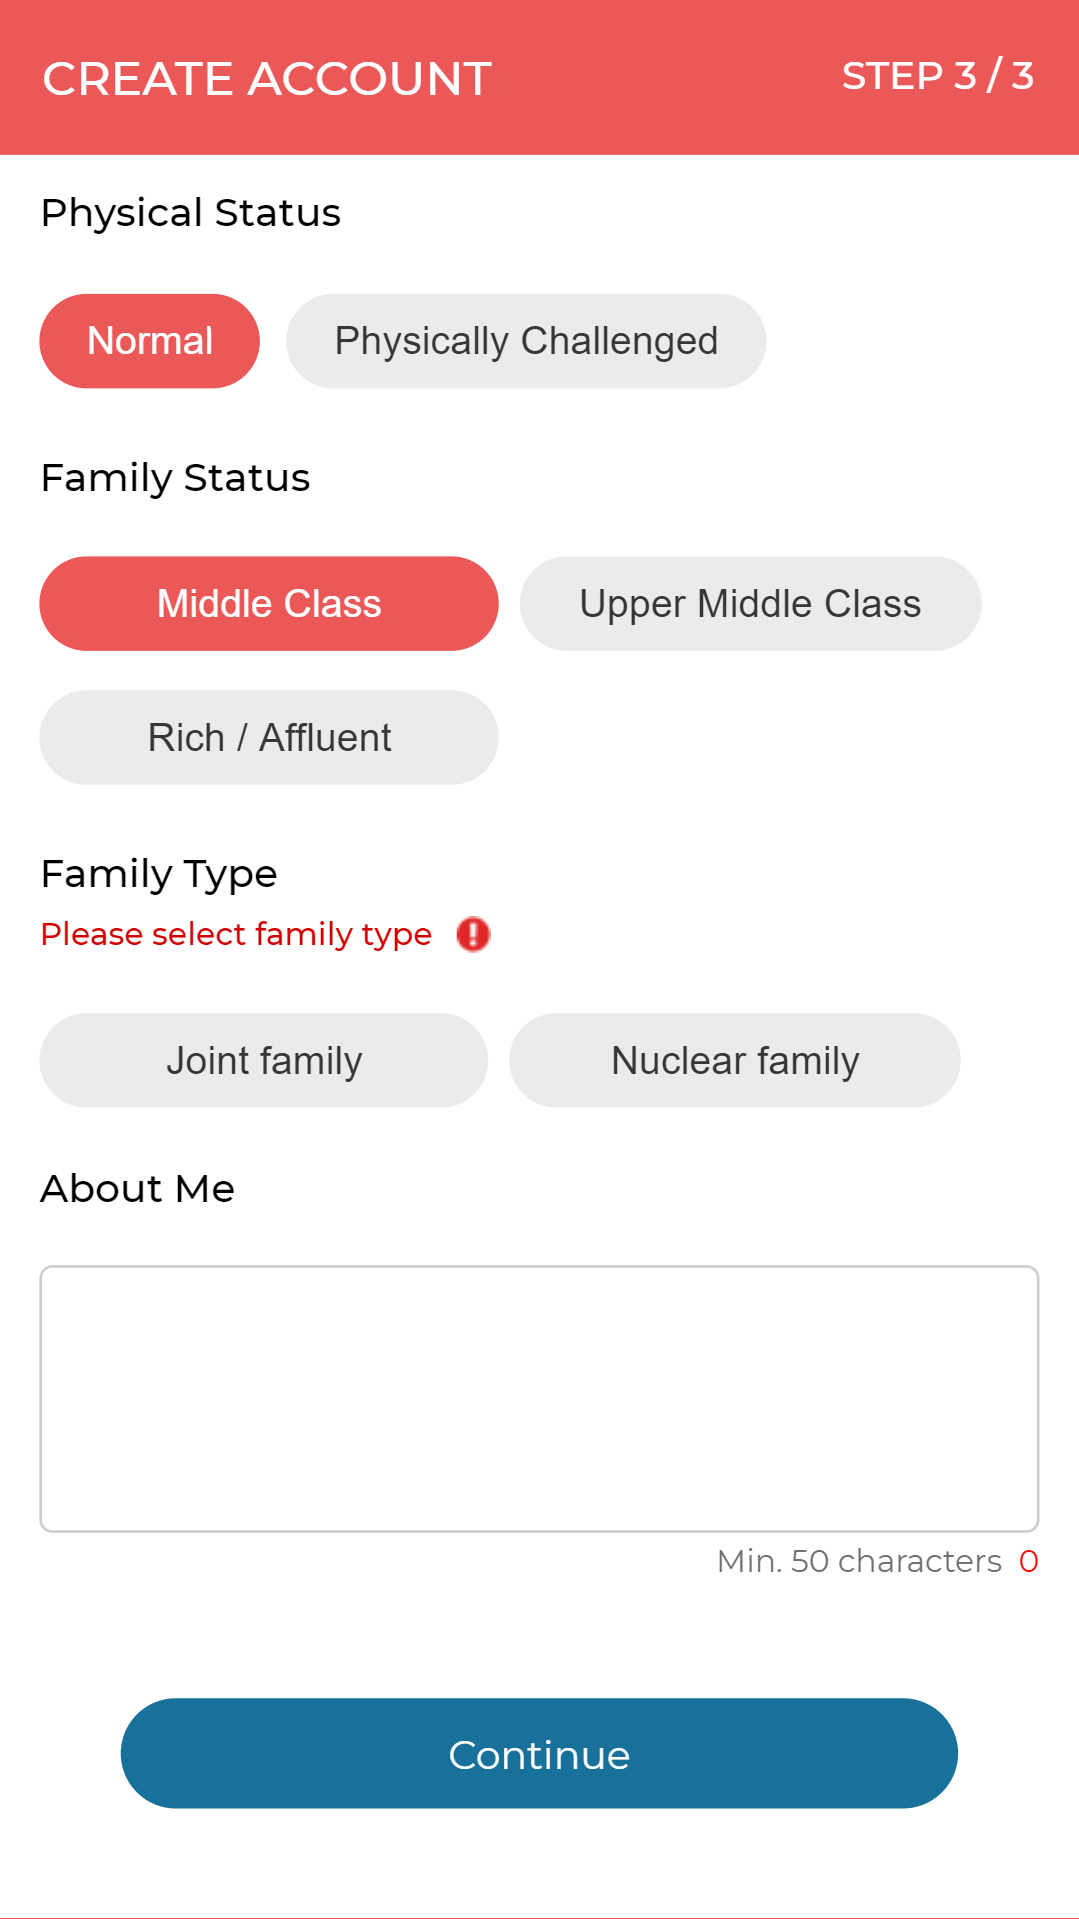 CREATE ACCOUNT STEP 3 / 3
Physical Status
Normal Physically Challenged
Family Status
Middle Class Upper Middle Class
Rich / Affluent
Family Type
Please select family type
Joint family Nuclear family
About Me
Min. 50 characters 0
Continue